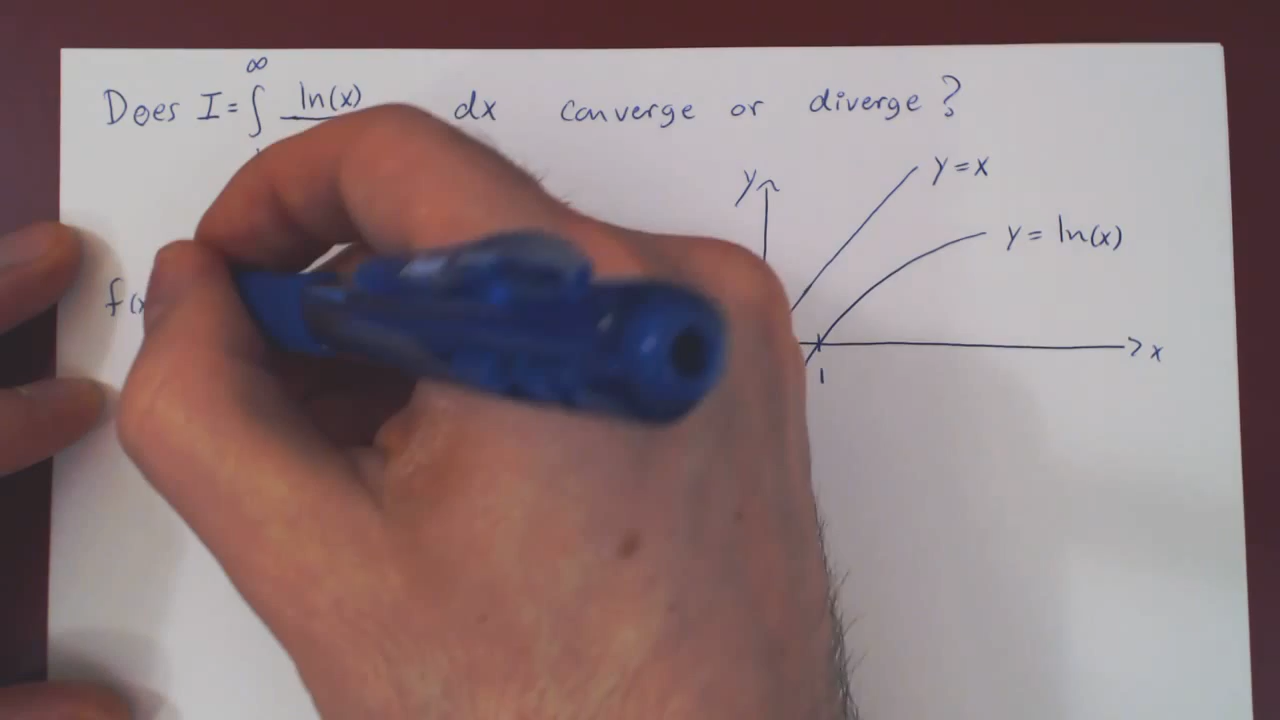 Does I = ∫ ∞ ln(x) dx converge or diverge?
y y = x
y = ln(x)
f(x
x
1